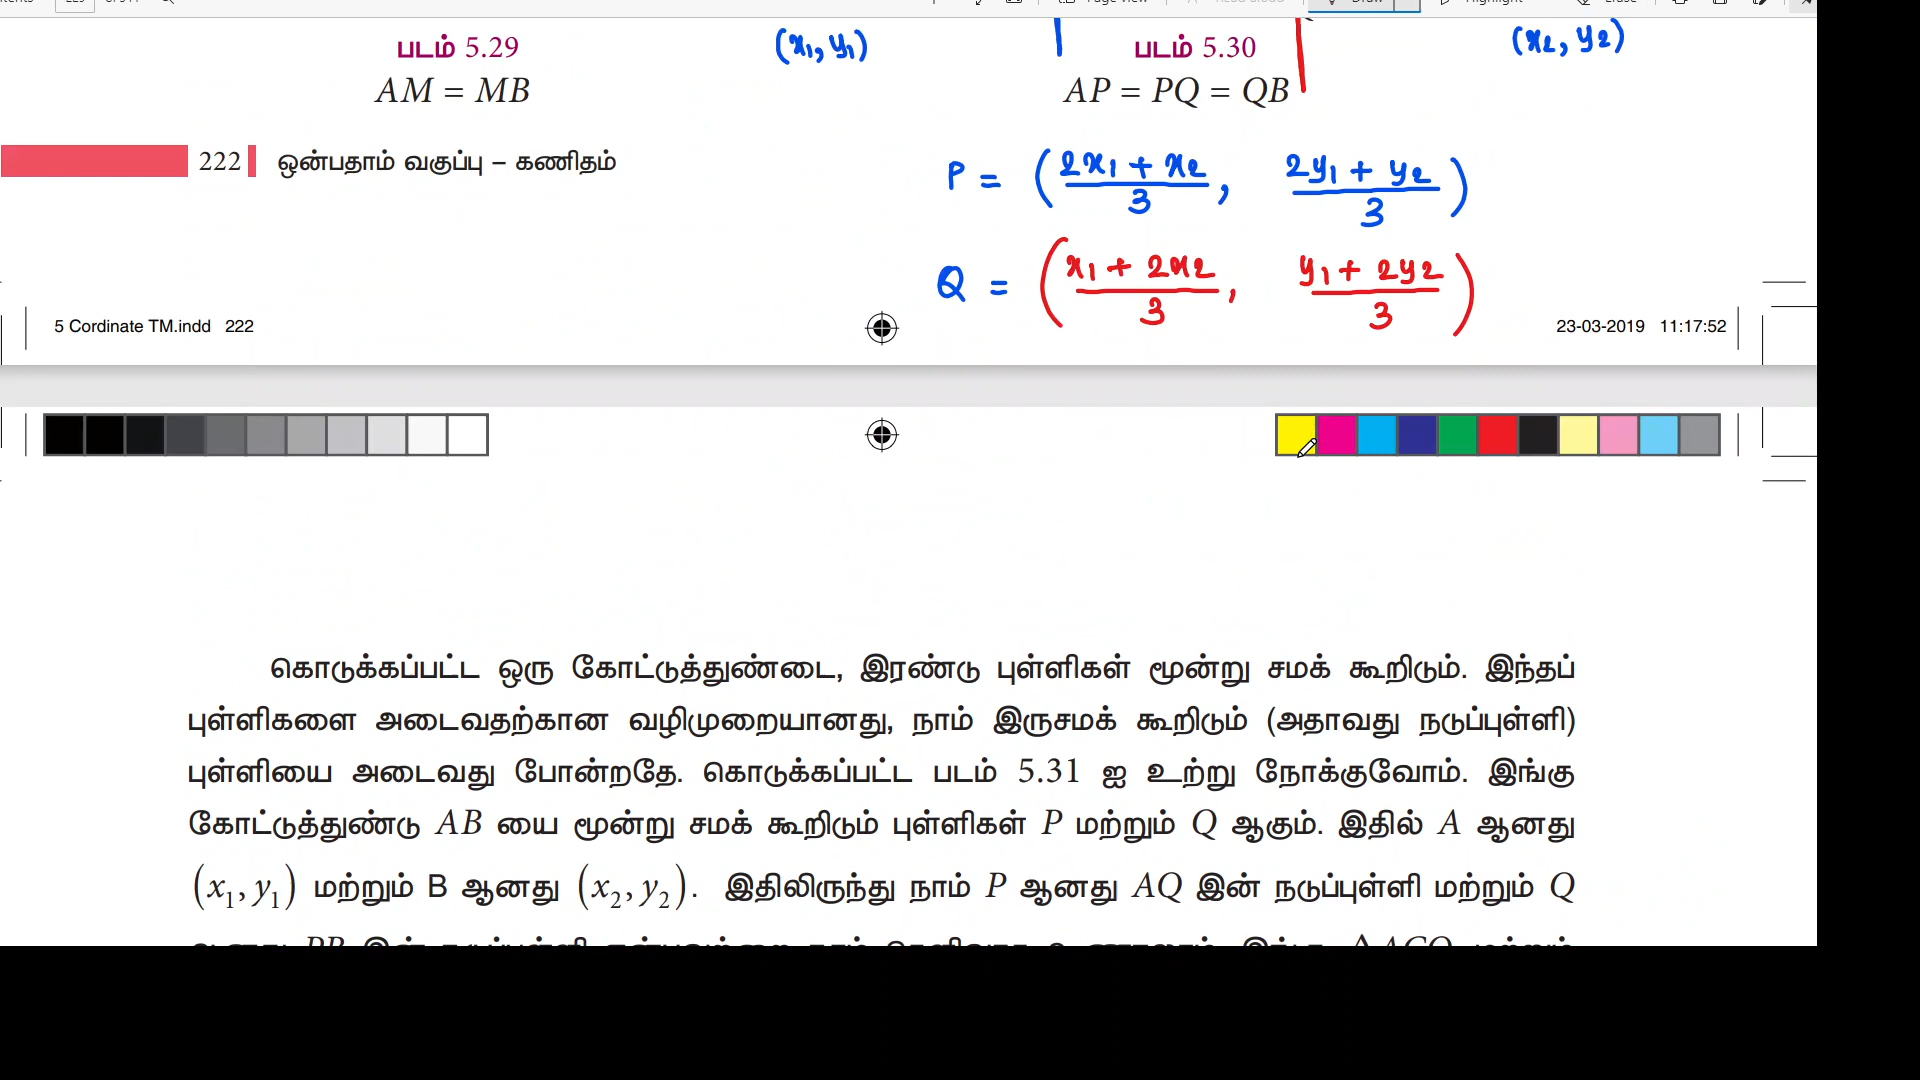 படம் 5.29 (x1, y1) படம் 5.30 (x2, y2)
AM = MB AP = PQ = QB
222 ஒன்பதாம் வகுப்பு – கணிதம்
P = (2x1 + x2 / 3, 2y1 + y2 / 3)
Q = (x1 + 2x2 / 3, y1 + 2y2 / 3)
5 Cordinate TM.indd 222 23-03-2019 11:17:52
கொடுக்கப்பட்ட ஒரு கோட்டுத்துண்டை, இரண்டு புள்ளிகள் மூன்று சமக் கூறிடும். இந்தப்
புள்ளிகளை அடைவதற்கான வழிமுறையானது, நாம் இருசமக் கூறிடும் (அதாவது நடுப்புள்ளி)
புள்ளியை அடைவது போன்றதே. கொடுக்கப்பட்ட படம் 5.31 ஐ உற்று நோக்குவோம். இங்கு
கோட்டுத்துண்டு AB யை மூன்று சமக் கூறிடும் புள்ளிகள் P மற்றும் Q ஆகும். இதில் A ஆனது
(x1, y1) மற்றும் B ஆனது (x2, y2). இதிலிருந்து நாம் P ஆனது AQ இன் நடுப்புள்ளி மற்றும் Q